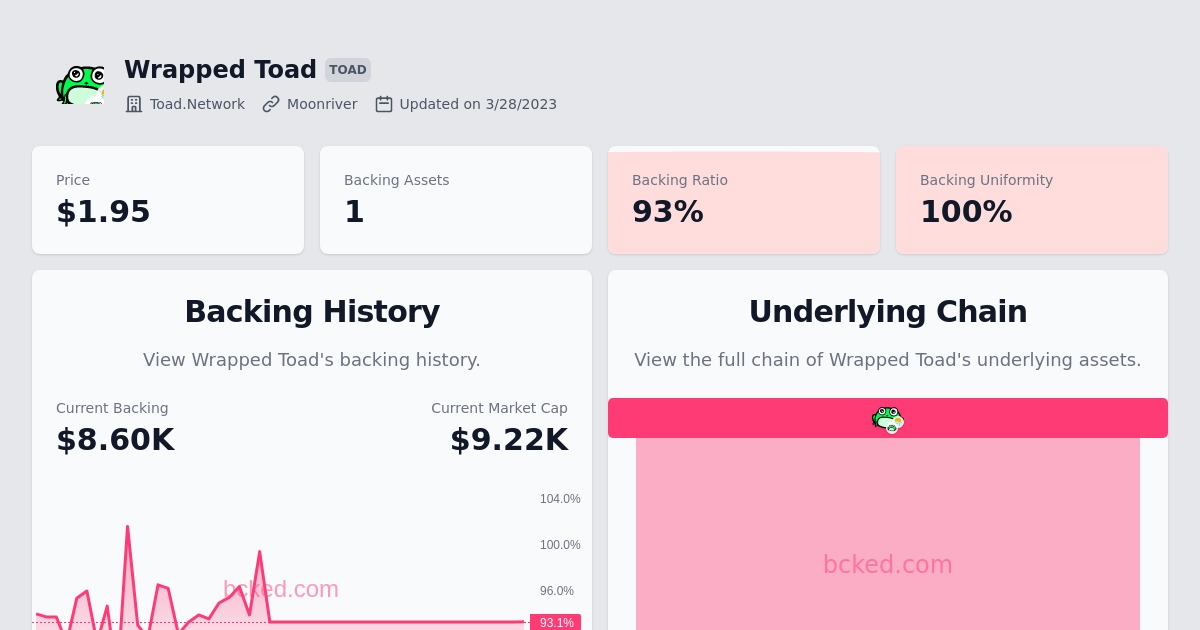 Wrapped Toad TOAD
Toad.Network Moonriver Updated on 3/28/2023
Price
$1.95
Backing Assets
1
Backing Ratio
93%
Backing Uniformity
100%
Backing History
View Wrapped Toad's backing history.
Current Backing
$8.60K
Current Market Cap
$9.22K
104.0%
100.0%
96.0%
93.1%
bcked.com
Underlying Chain
View the full chain of Wrapped Toad's underlying assets.
bcked.com